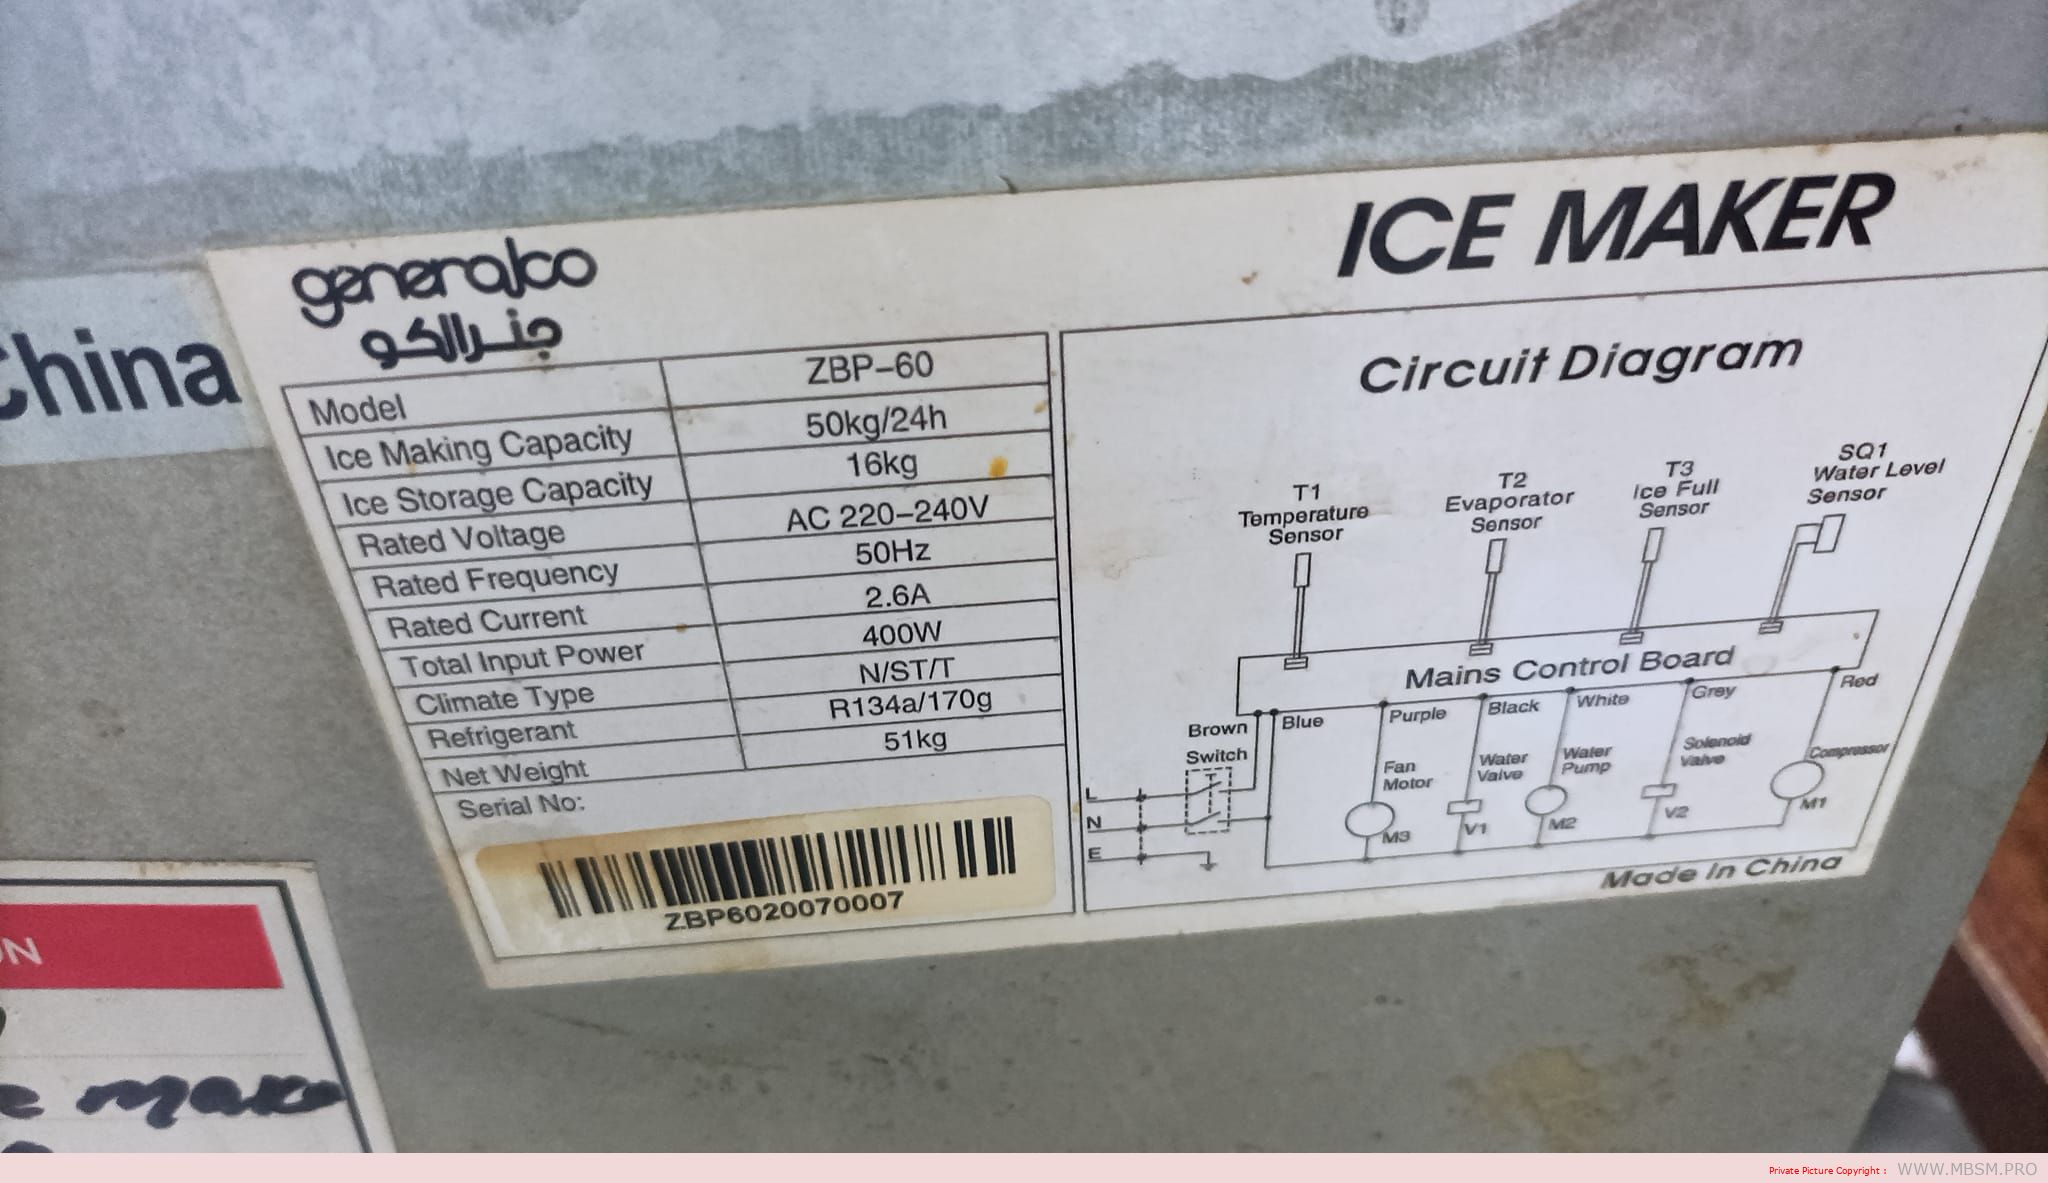 China
generalco
جنرالكو
ICE MAKER
Model ZBP-60
Ice Making Capacity 50kg/24h
Ice Storage Capacity 16kg
Rated Voltage AC 220-240V
Rated Frequency 50Hz
Rated Current 2.6A
Total Input Power 400W
Climate Type N/ST/T
Refrigerant R134a/170g
Net Weight 51kg
Serial No:
ZBP6020070007
Circuit Diagram
T1
Temperature
Sensor
T2
Evaporator
Sensor
T3
Ice Full
Sensor
SQ1
Water Level
Sensor
Mains Control Board
Brown
Blue
Purple
Black
White
Grey
Red
Switch
Fan
Motor
Water
Valve
Water
Pump
Solenoid
Valve
Compressor
L
N
E
M3
V1
M2
V2
M1
Made in China
Private Picture Copyright : WWW.MBSM.PRO